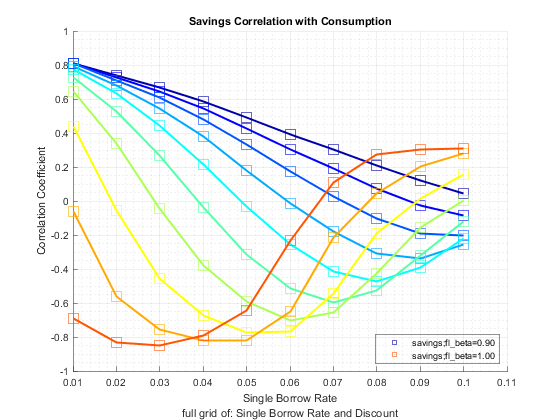 Savings Correlation with Consumption
1
0.8
0.6
0.4
0.2
0
-0.2
-0.4
-0.6
-0.8
-1
Correlation Coefficient
savings;fl_beta=0.90
savings;fl_beta=1.00
0.01 0.02 0.03 0.04 0.05 0.06 0.07 0.08 0.09 0.1 0.11
Single Borrow Rate
full grid of: Single Borrow Rate and Discount